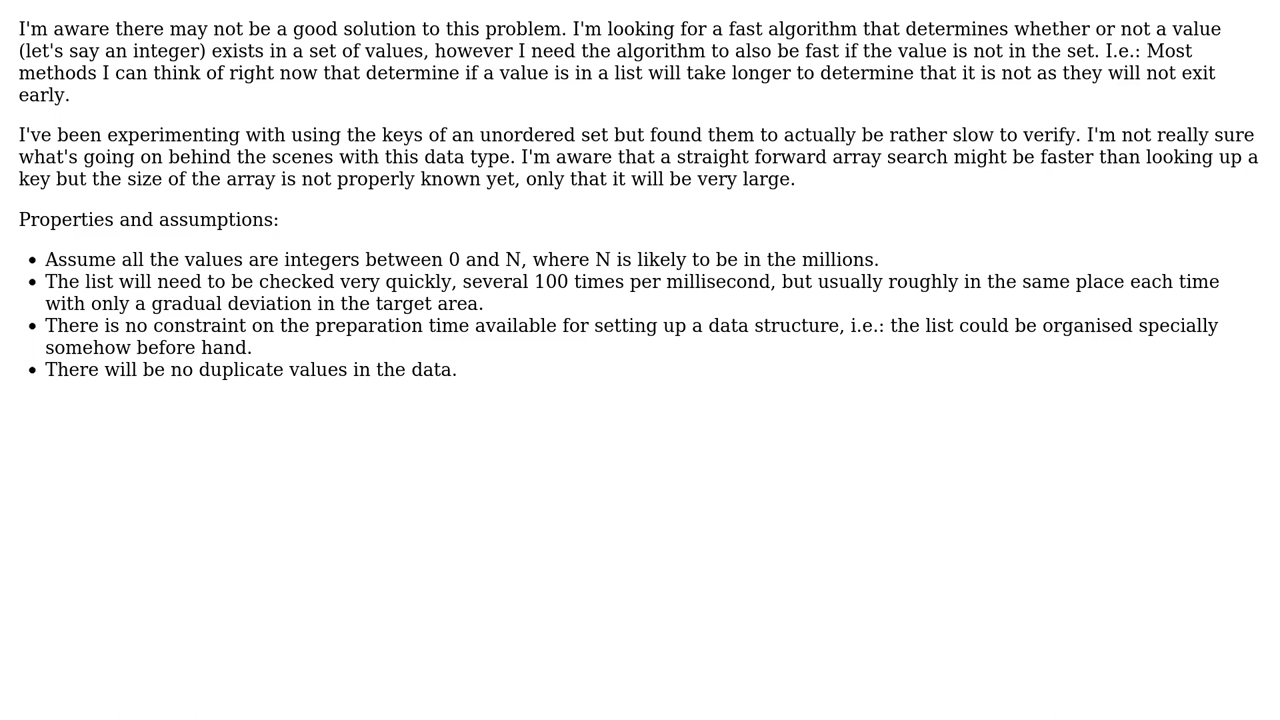 I'm aware there may not be a good solution to this problem. I'm looking for a fast algorithm that determines whether or not a value
(let's say an integer) exists in a set of values, however I need the algorithm to also be fast if the value is not in the set. I.e.: Most
methods I can think of right now that determine if a value is in a list will take longer to determine that it is not as they will not exit
early.
I've been experimenting with using the keys of an unordered set but found them to actually be rather slow to verify. I'm not really sure
what's going on behind the scenes with this data type. I'm aware that a straight forward array search might be faster than looking up a
key but the size of the array is not properly known yet, only that it will be very large.
Properties and assumptions:
• Assume all the values are integers between 0 and N, where N is likely to be in the millions.
• The list will need to be checked very quickly, several 100 times per millisecond, but usually roughly in the same place each time
with only a gradual deviation in the target area.
• There is no constraint on the preparation time available for setting up a data structure, i.e.: the list could be organised specially
somehow before hand.
• There will be no duplicate values in the data.